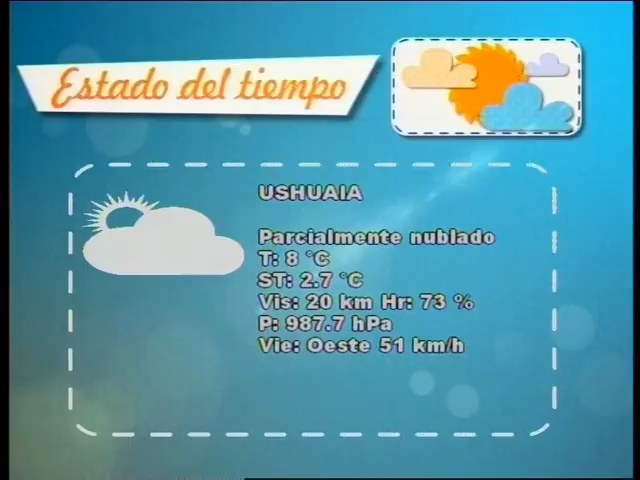 Estado del tiempo
USHUAIA
Parcialmente nublado
T: 8 °C
ST: 2.7 °C
Vis: 20 km Hr: 73 %
P: 987.7 hPa
Vie: Oeste 51 km/h